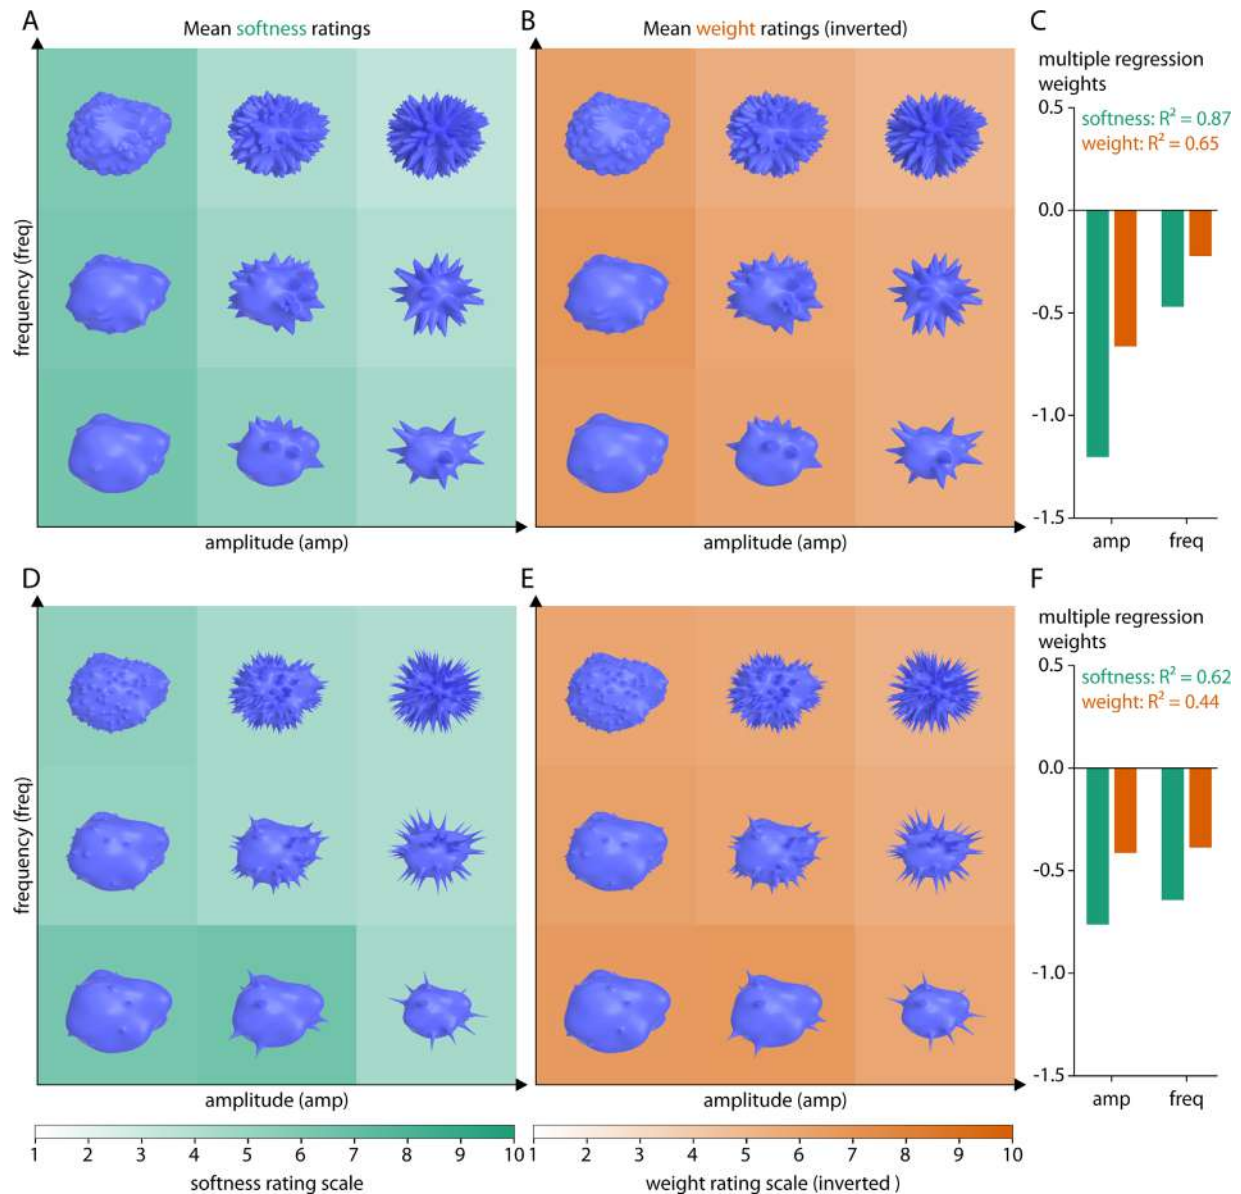 A
Mean softness ratings
frequency (freq)
amplitude (amp)
B
Mean weight ratings (inverted)
amplitude (amp)
C
multiple regression
weights
0.5
softness: R² = 0.87
weight: R² = 0.65
0.0
-0.5
-1.0
-1.5
amp freq
D
frequency (freq)
amplitude (amp)
E
amplitude (amp)
F
multiple regression
weights
0.5
softness: R² = 0.62
weight: R² = 0.44
0.0
-0.5
-1.0
-1.5
amp freq
1 2 3 4 5 6 7 8 9 10
softness rating scale
1 2 3 4 5 6 7 8 9 10
weight rating scale (inverted )